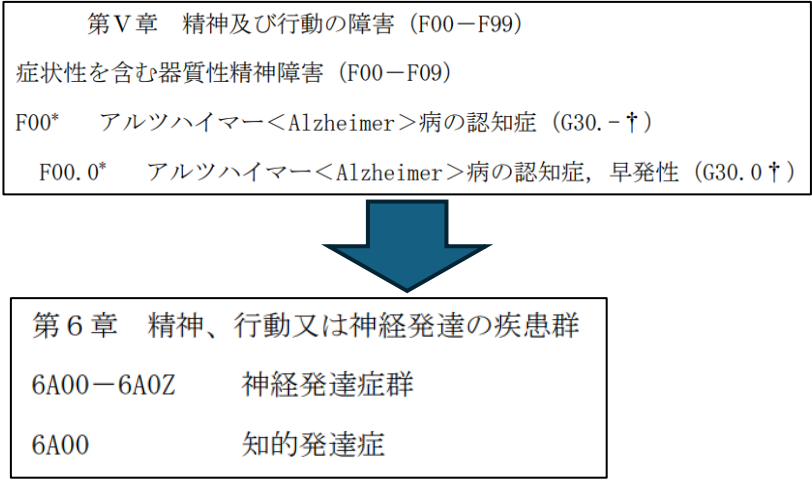 第Ⅴ章　精神及び行動の障害（F00－F99）
症状性を含む器質性精神障害（F00－F09）
F00*　アルツハイマー＜Alzheimer＞病の認知症（G30.-†）
F00.0*　アルツハイマー＜Alzheimer＞病の認知症，早発性（G30.0†）
第６章　精神、行動又は神経発達の疾患群
6A00－6A0Z　神経発達症群
6A00　知的発達症